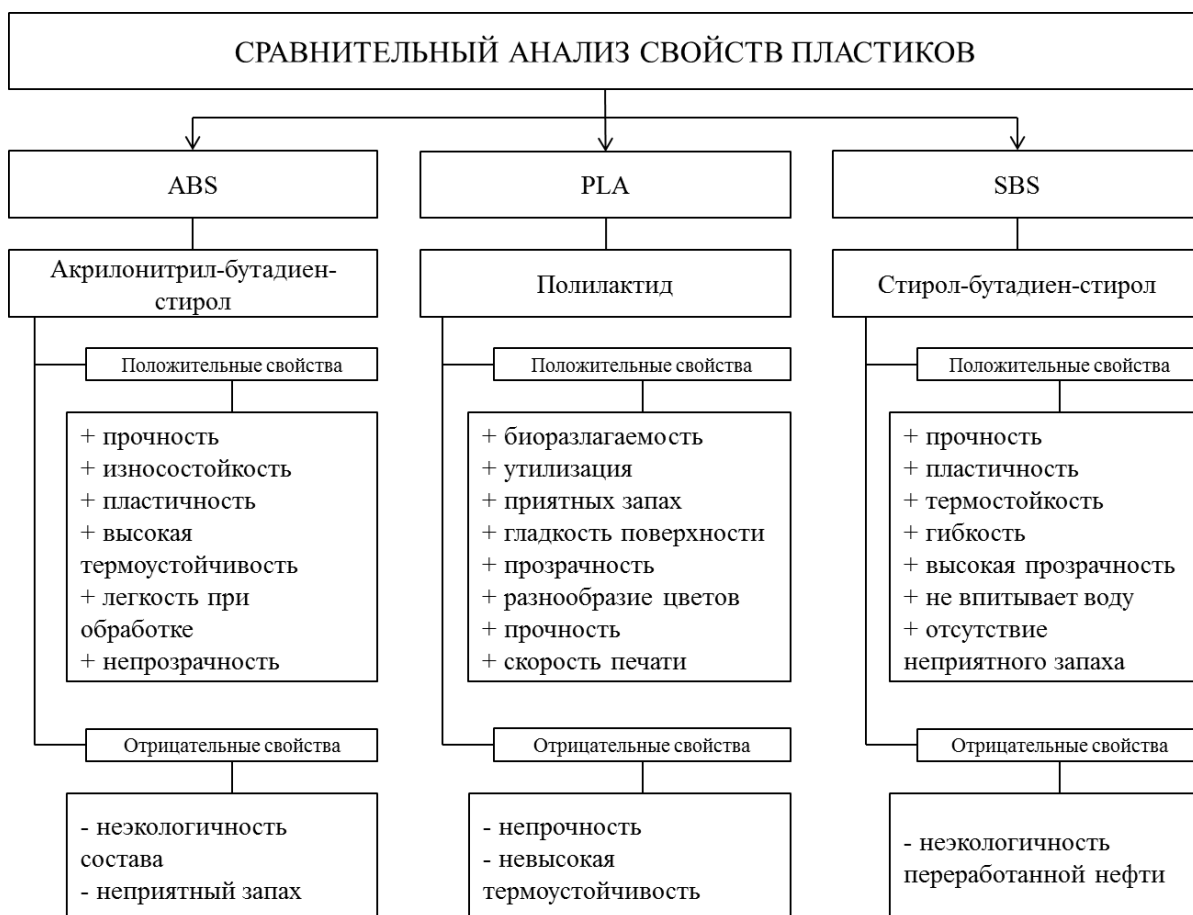 СРАВНИТЕЛЬНЫЙ АНАЛИЗ СВОЙСТВ ПЛАСТИКОВ
ABS
Акрилонитрил-бутадиен-
стирол
Положительные свойства
+ прочность
+ износостойкость
+ пластичность
+ высокая
термоустойчивость
+ легкость при
обработке
+ непрозрачность
Отрицательные свойства
- неэкологичность
состава
- неприятный запах
PLA
Полилактид
Положительные свойства
+ биоразлагаемость
+ утилизация
+ приятных запах
+ гладкость поверхности
+ прозрачность
+ разнообразие цветов
+ прочность
+ скорость печати
Отрицательные свойства
- непрочность
- невысокая
термоустойчивость
SBS
Стирол-бутадиен-стирол
Положительные свойства
+ прочность
+ пластичность
+ термостойкость
+ гибкость
+ высокая прозрачность
+ не впитывает воду
+ отсутствие
неприятного запаха
Отрицательные свойства
- неэкологичность
переработанной нефти